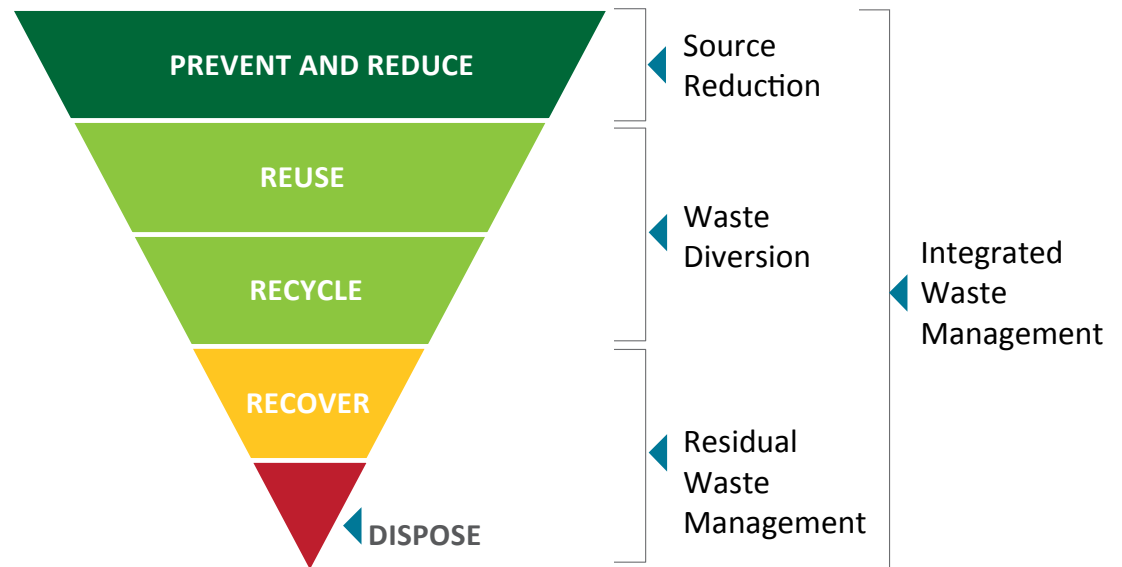 PREVENT AND REDUCE
REUSE
RECYCLE
RECOVER
DISPOSE
Source
Reduction
Waste
Diversion
Residual
Waste
Management
Integrated
Waste
Management